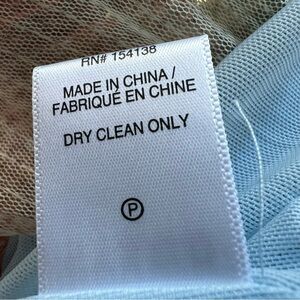 RN# 154138
MADE IN CHINA /
FABRIQUÉ EN CHINE
DRY CLEAN ONLY
P